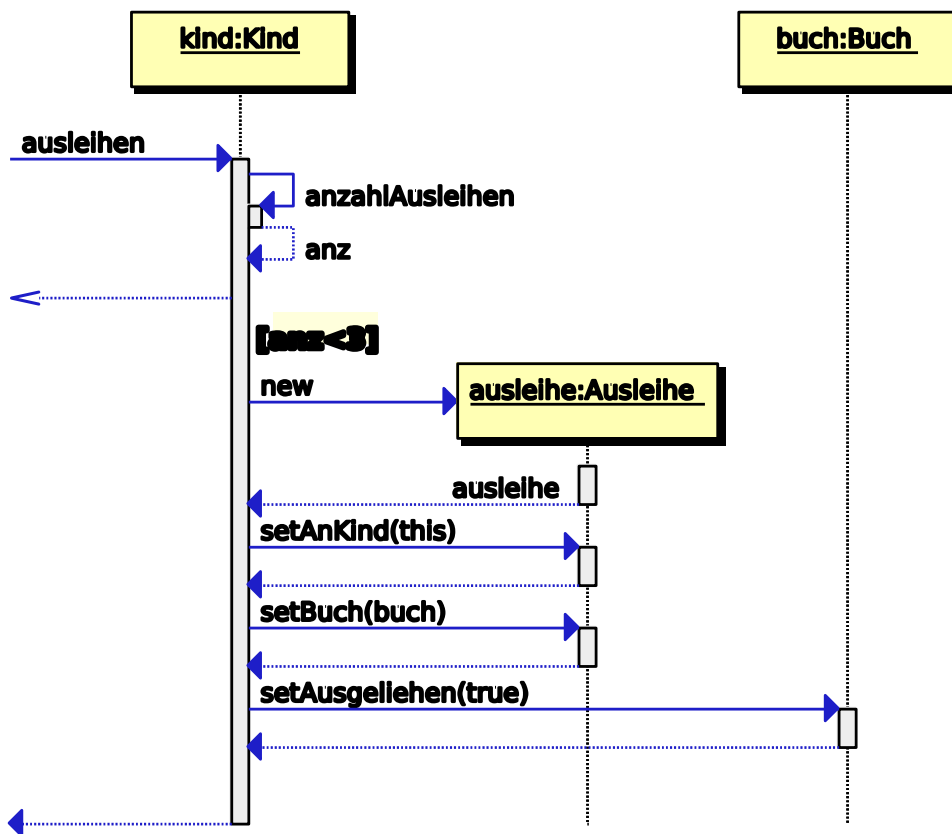 kind:Kind
buch:Buch
ausleihen
anzahlAusleihen
anz
[anz<3]
new
ausleihe:Ausleihe
ausleihe
setAnKind(this)
setBuch(buch)
setAusgeliehen(true)